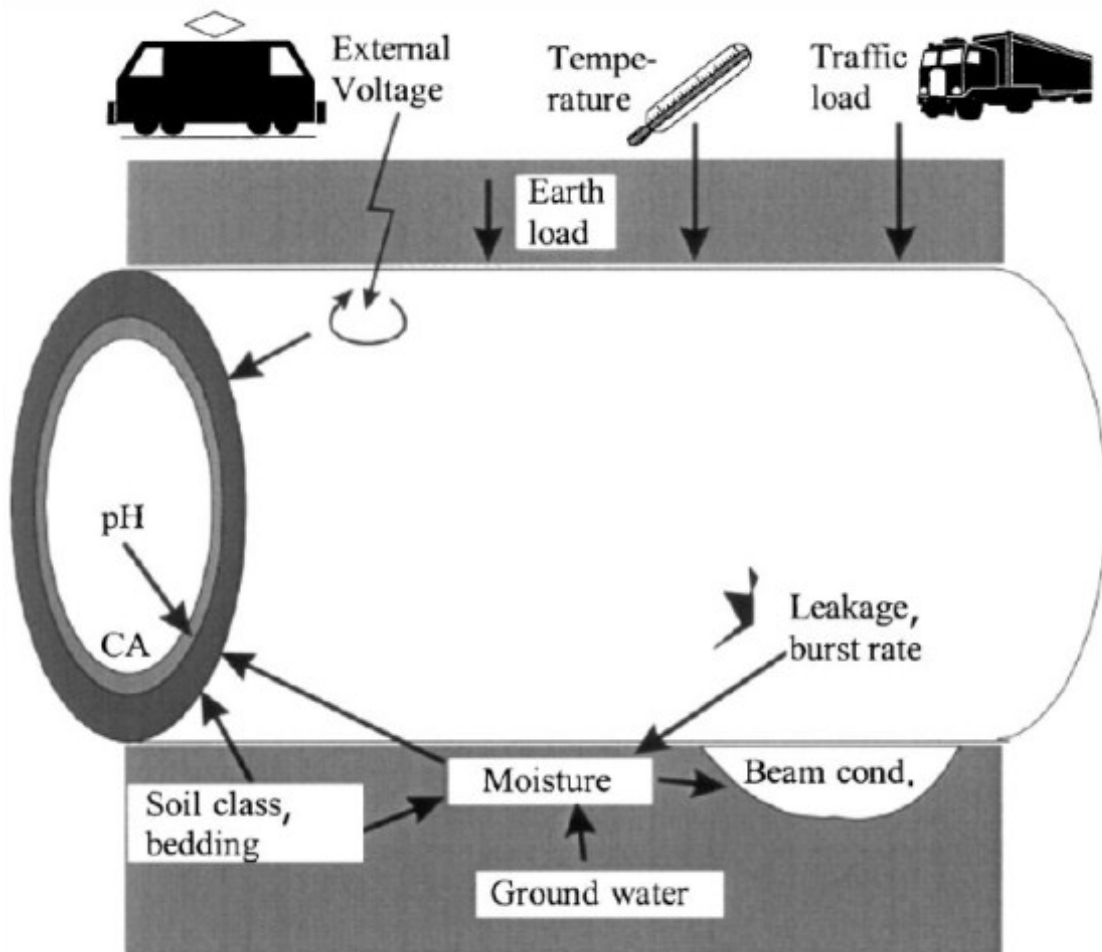 External
Voltage
Tempe-
rature
Traffic
load
Earth
load
pH
CA
Leakage,
burst rate
Moisture
Beam cond.
Soil class,
bedding
Ground water